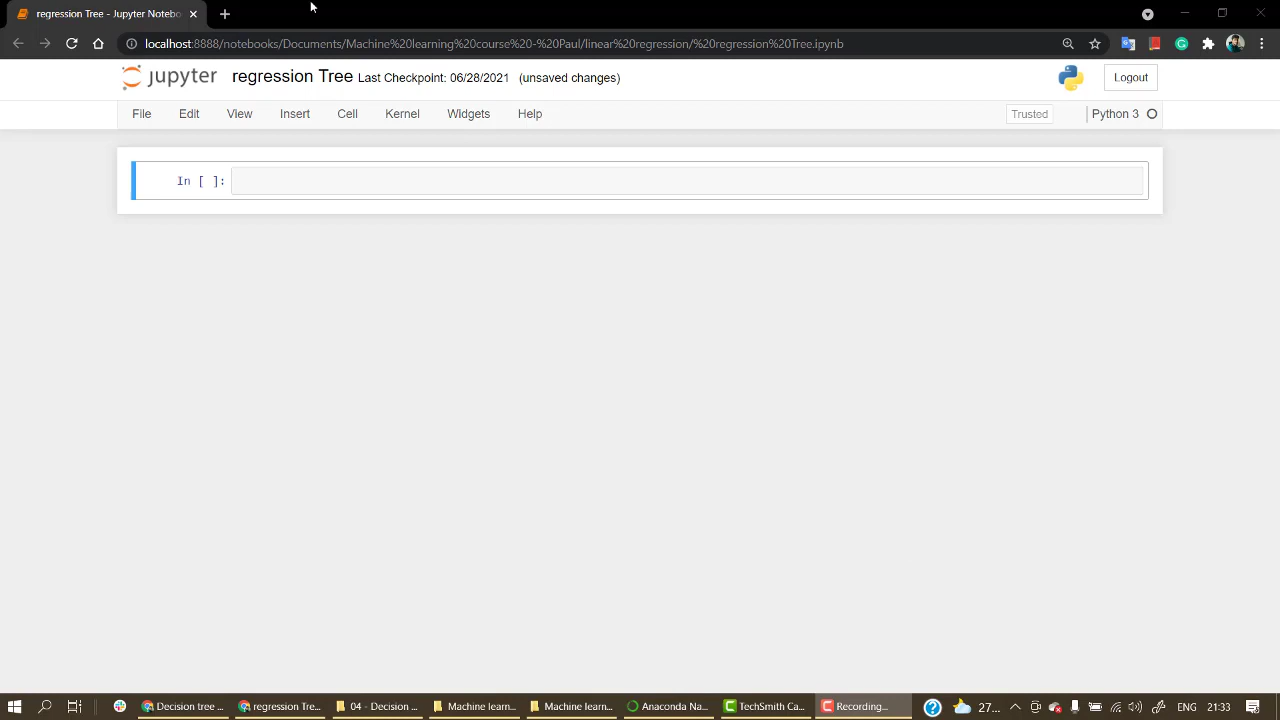 regression Tree - Jupyter Notebo
localhost:8888/notebooks/Documents/Machine%20learning%20course%20-%20Paul/linear%20regression/%20regression%20Tree.ipynb
jupyter regression Tree Last Checkpoint: 06/28/2021 (unsaved changes) Logout
File Edit View Insert Cell Kernel Widgets Help Trusted Python 3
In [ ]:
Decision tree ... regression Tre... 04 - Decision ... Machine learn... Machine learn... Anaconda Na... TechSmith Ca... Recording... 27... ENG 21:33